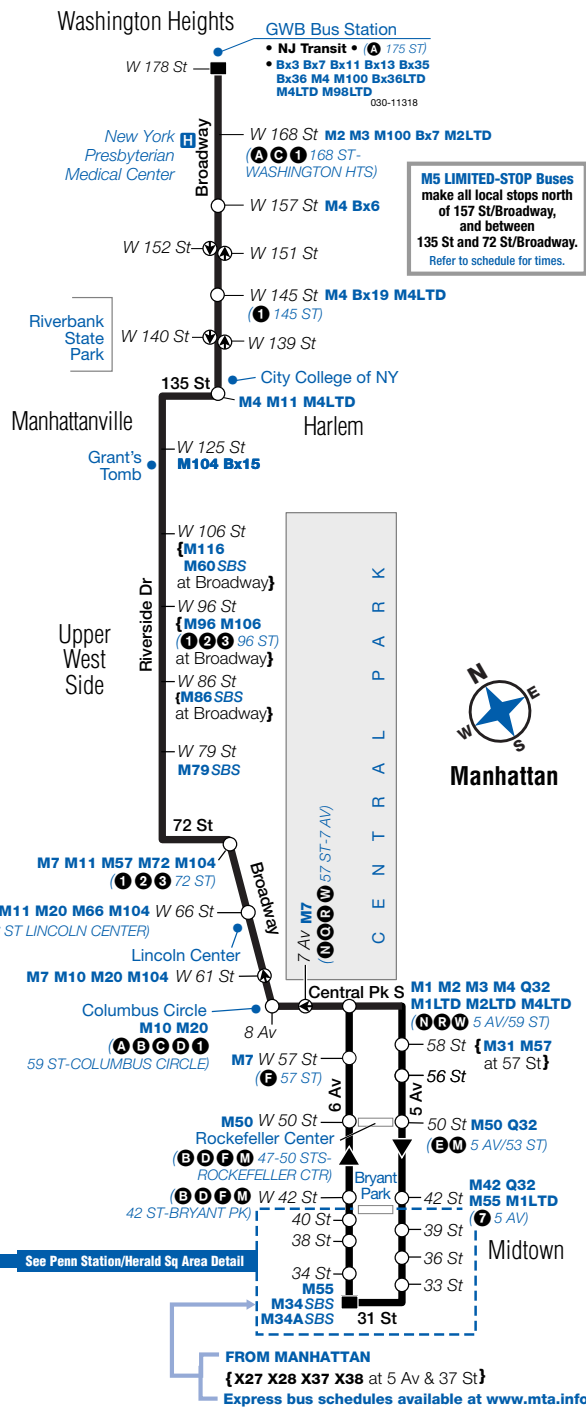 Washington Heights
GWB Bus Station
• NJ Transit • (A 175 ST)
• Bx3 Bx7 Bx11 Bx13 Bx35
Bx36 M4 M100 Bx36LTD
M4LTD M98LTD
030-11318
W 178 St
Broadway
New York
Presbyterian
Medical Center
H
W 168 St M2 M3 M100 Bx7 M2LTD
(A C 1 168 ST-
WASHINGTON HTS)
M5 LIMITED-STOP Buses
make all local stops north
of 157 St/Broadway,
and between
135 St and 72 St/Broadway.
Refer to schedule for times.
W 157 St M4 Bx6
W 152 St
W 151 St
W 145 St M4 Bx19 M4LTD
(1 145 ST)
Riverbank
State
Park
W 140 St
W 139 St
City College of NY
135 St
M4 M11 M4LTD
Manhattanville
Harlem
W 125 St
M104 Bx15
Grant's
Tomb
W 106 St
{M116
M60SBS
at Broadway}
Riverside Dr
W 96 St
{M96 M106
(1 2 3 96 ST)
at Broadway}
Upper
West
Side
W 86 St
{M86SBS
at Broadway}
W 79 St
M79SBS
CENTRAL PARK
N
E
S
W
Manhattan
72 St
M7 M11 M57 M72 M104
(1 2 3 72 ST)
Broadway
M11 M20 M66 M104 W 66 St
ST LINCOLN CENTER)
Lincoln Center
M7 M10 M20 M104 W 61 St
7 Av M7
(N Q R W 57 ST-7 AV)
Columbus Circle
M10 M20
(A B C D 1
59 ST-COLUMBUS CIRCLE)
8 Av
Central Pk S
M1 M2 M3 M4 Q32
M1LTD M2LTD M4LTD
(N R W 5 AV/59 ST)
M7 W 57 St
(F 57 ST)
6 Av
5 Av
58 St {M31 M57
at 57 St}
56 St
M50 W 50 St
Rockefeller Center
(B D F M 47-50 STS-
ROCKEFELLER CTR)
50 St M50 Q32
(E M 5 AV/53 ST)
(B D F M W 42 St
42 ST-BRYANT PK)
Bryant
Park
42 St
M42 Q32
M55 M1LTD
(7 5 AV)
40 St
38 St
39 St
36 St
33 St
Midtown
See Penn Station/Herald Sq Area Detail
34 St
M55
M34SBS
M34ASBS
31 St
FROM MANHATTAN
{X27 X28 X37 X38 at 5 Av & 37 St}
Express bus schedules available at www.mta.info